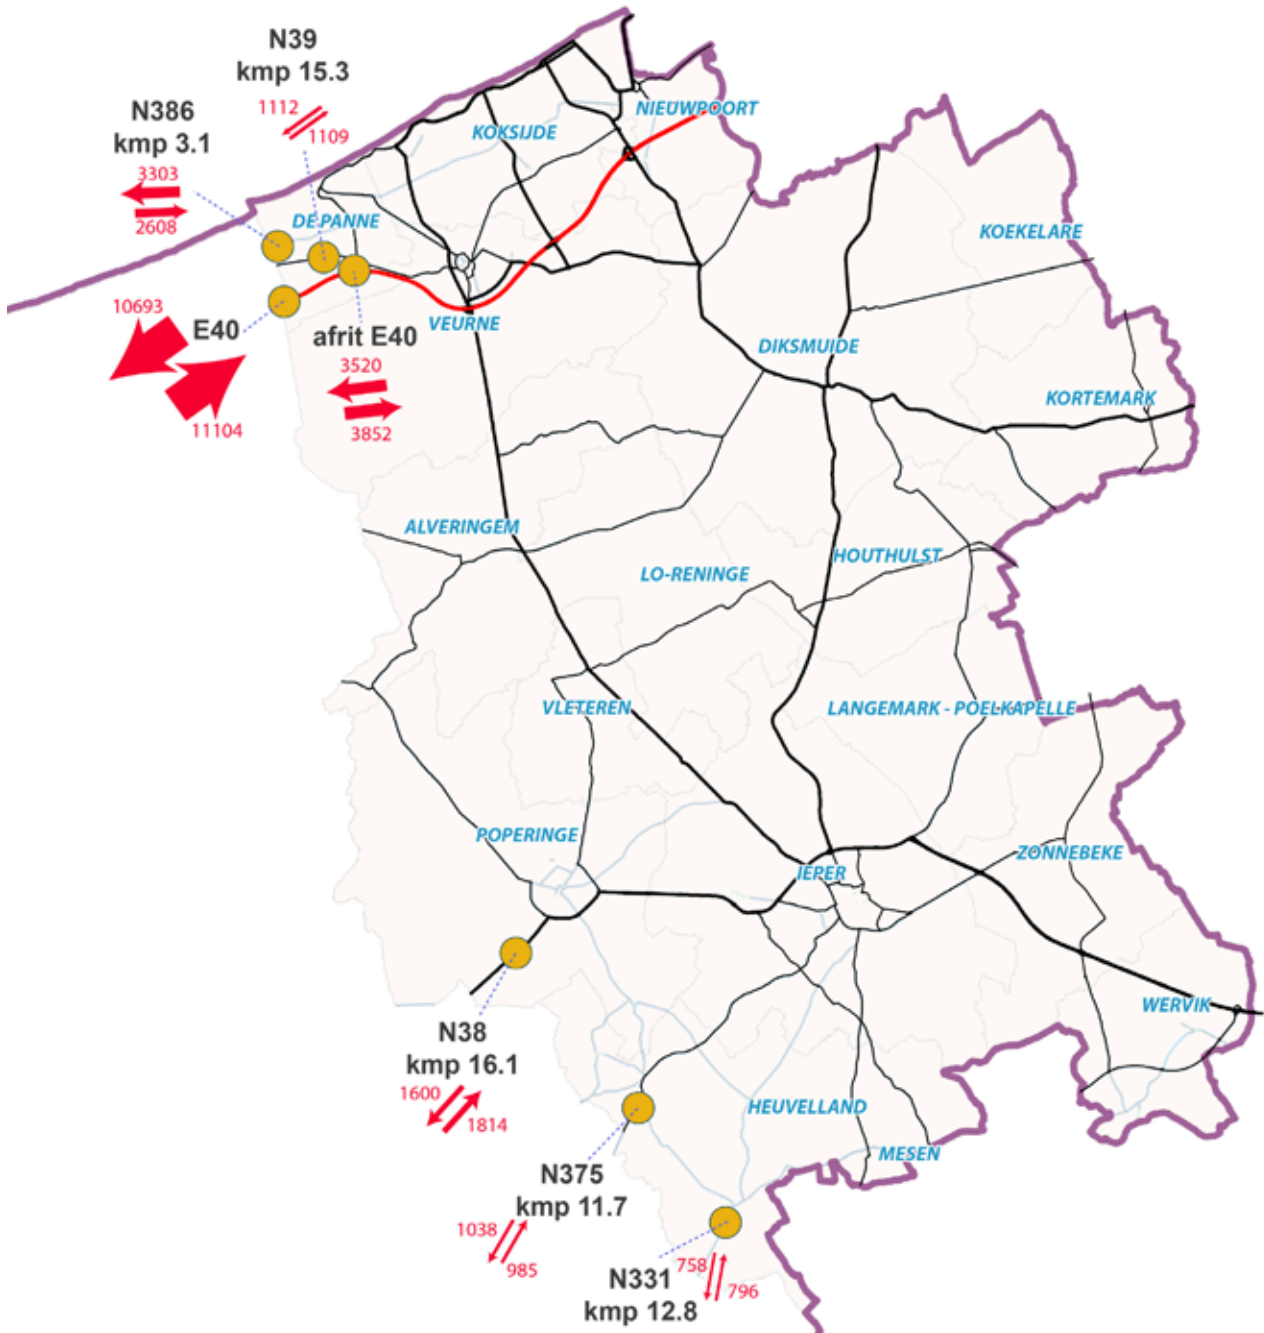 N39
kmp 15.3
1112
1109
N386
kmp 3.1
3303
2608
NIEUWPOORT
KOKSIJDE
DE PANNE
KOEKELARE
10693
E40
11104
afrit E40
3520
3852
VEURNE
DIKSMUIDE
KORTEMARK
ALVERINGEM
LO-RENINGE
HOUTHULST
VLETEREN
LANGEMARK - POELKAPELLE
POPERINGE
IEPER
ZONNEBEKE
WERVIK
N38
kmp 16.1
1600
1814
HEUVELLAND
MESEN
N375
kmp 11.7
1038
985
N331
kmp 12.8
758
796